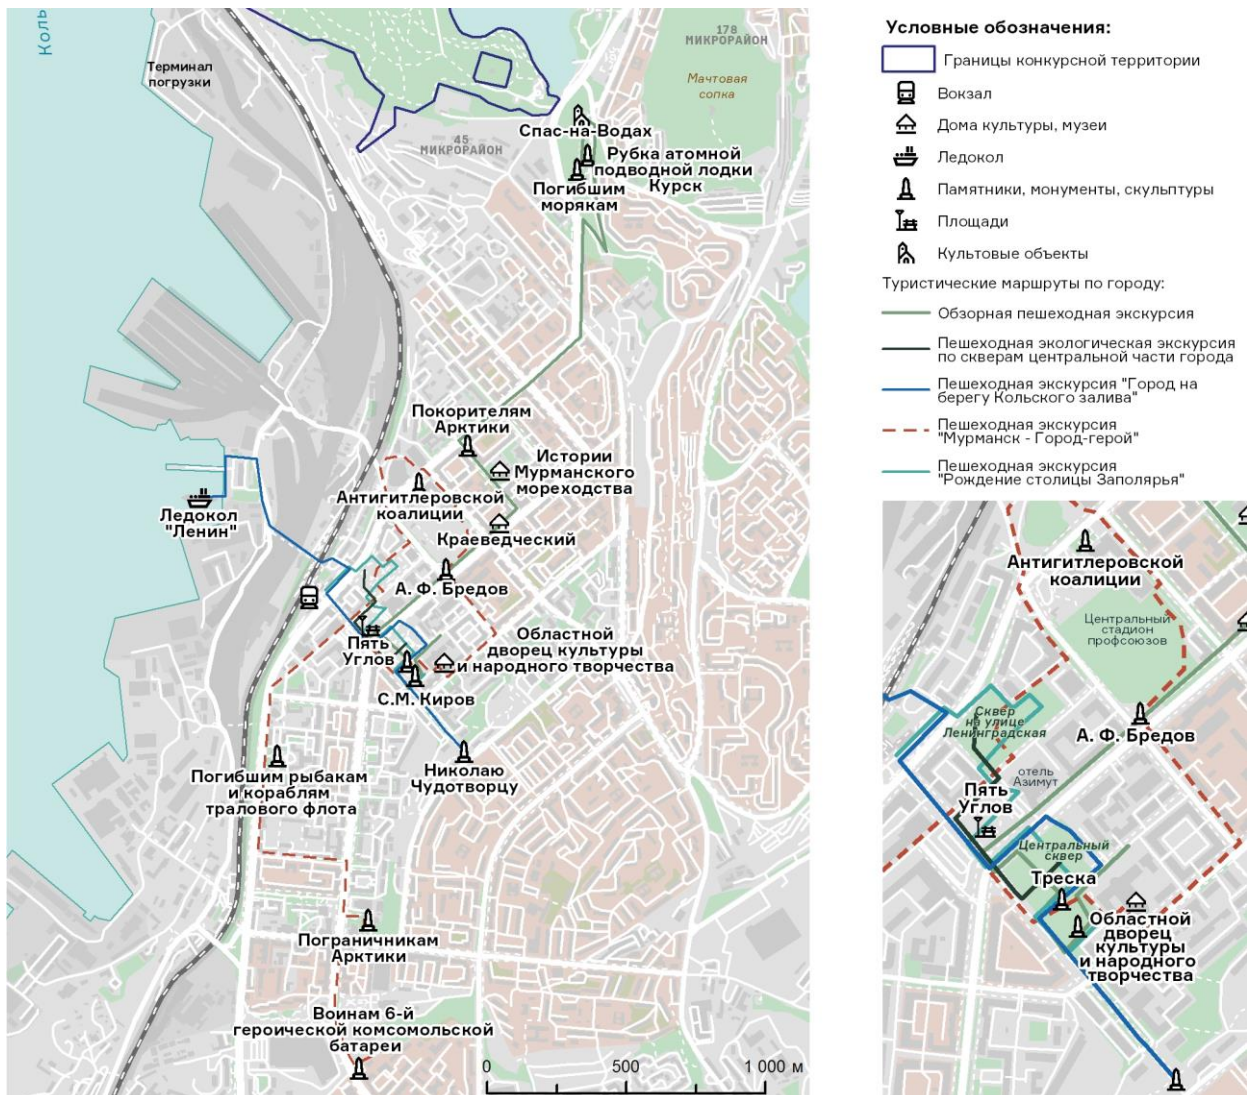 Коль
Терминал
погрузки
178
МИКРОРАЙОН
Мачтовая
сопка
45
МИКРОРАЙОН
Спас-на-Водах
Рубка атомной
подводной лодки
Курск
Погибшим
морякам
Покорителям
Арктики
Истории
Мурманского
мореходства
Антигитлеровской
коалиции
Краеведческий
Ледокол
"Ленин"
А. Ф. Бредов
Пять
Углов
Областной
дворец культуры
и народного творчества
С.М. Киров
Николаю
Чудотворцу
Погибшим рыбакам
и кораблям
тралового флота
Пограничникам
Арктики
Воинам 6-й
героической комсомольской
батареи
0 500 1 000 м
Условные обозначения:
Границы конкурсной территории
Вокзал
Дома культуры, музеи
Ледокол
Памятники, монументы, скульптуры
Площади
Культовые объекты
Туристические маршруты по городу:
Обзорная пешеходная экскурсия
Пешеходная экологическая экскурсия
по скверам центральной части города
Пешеходная экскурсия "Город на
берегу Кольского залива"
Пешеходная экскурсия
"Мурманск - Город-герой"
Пешеходная экскурсия
"Рождение столицы Заполярья"
Антигитлеровской
коалиции
Центральный
стадион
профсоюзов
Сквер
на улице
Ленинградская
А. Ф. Бредов
отель
Азимут
Пять
Углов
Центральный
сквер
Треска
Областной
дворец
культуры
и народного
творчества